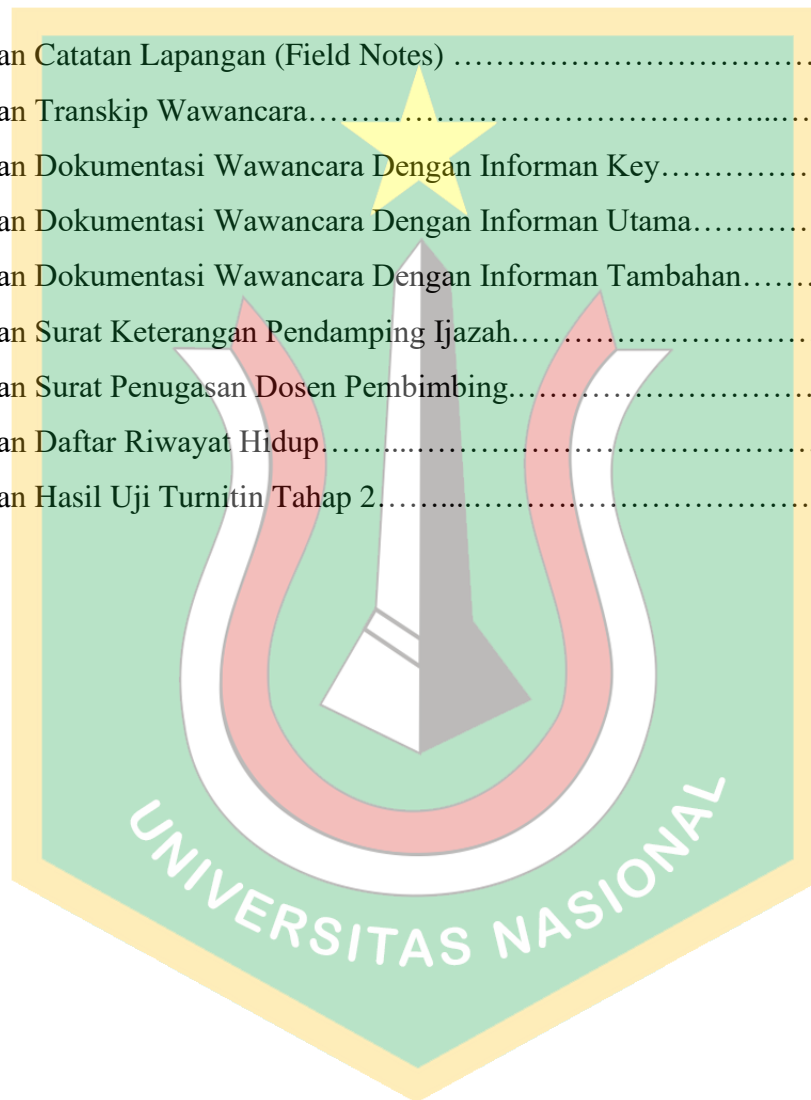 an Catatan Lapangan (Field Notes) ……………………………
an Transkip Wawancara……………………………………...…
an Dokumentasi Wawancara Dengan Informan Key……………
an Dokumentasi Wawancara Dengan Informan Utama…………
an Dokumentasi Wawancara Dengan Informan Tambahan……
an Surat Keterangan Pendamping Ijazah.………………………
an Surat Penugasan Dosen Pembimbing.………………………
an Daftar Riwayat Hidup……...………….………………………
an Hasil Uji Turnitin Tahap 2……....……….……………………
UNIVERSITAS NASIONAL